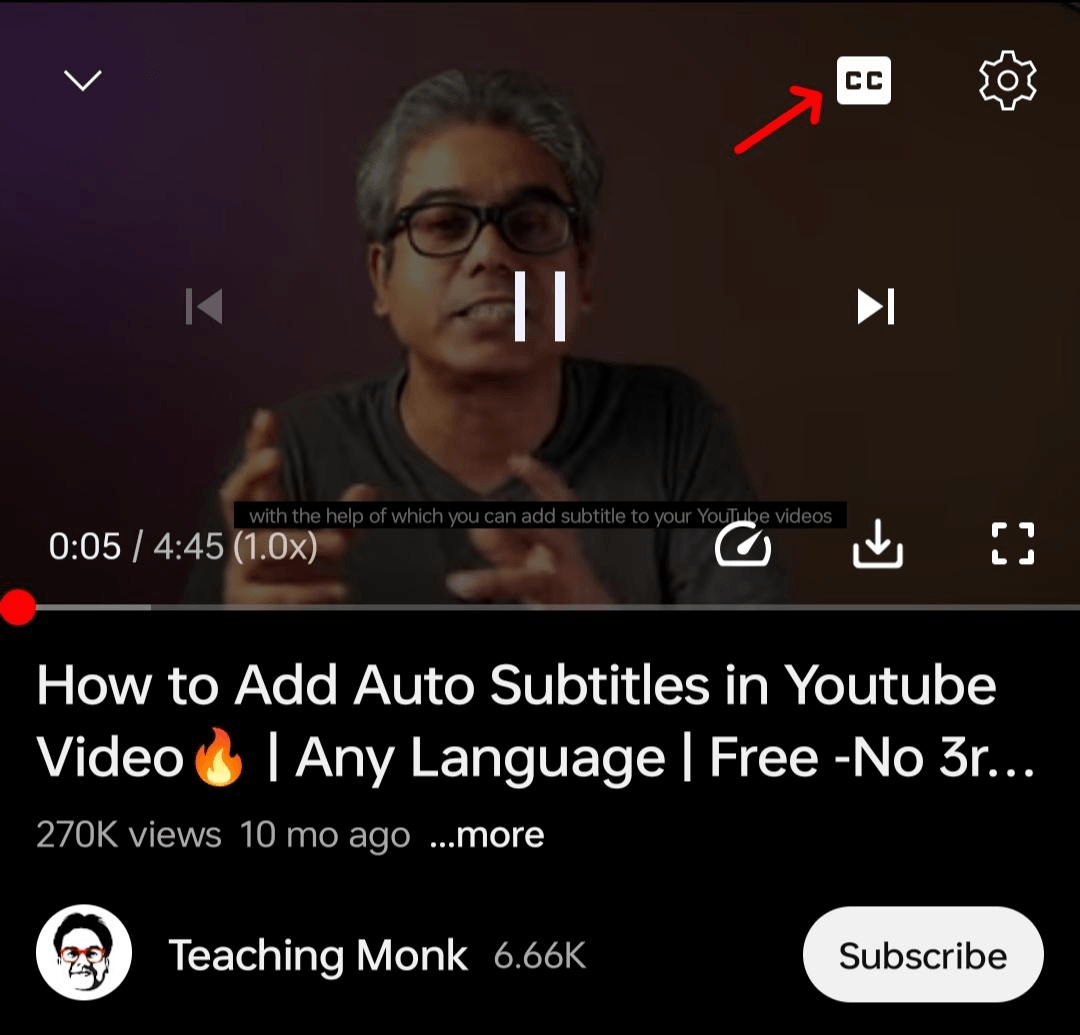 CC
with the help of which you can add subtitle to your YouTube videos
0:05 / 4:45 (1.0x)
How to Add Auto Subtitles in Youtube
Video🔥 | Any Language | Free -No 3r...
270K views 10 mo ago ...more
Teaching Monk 6.66K
Subscribe